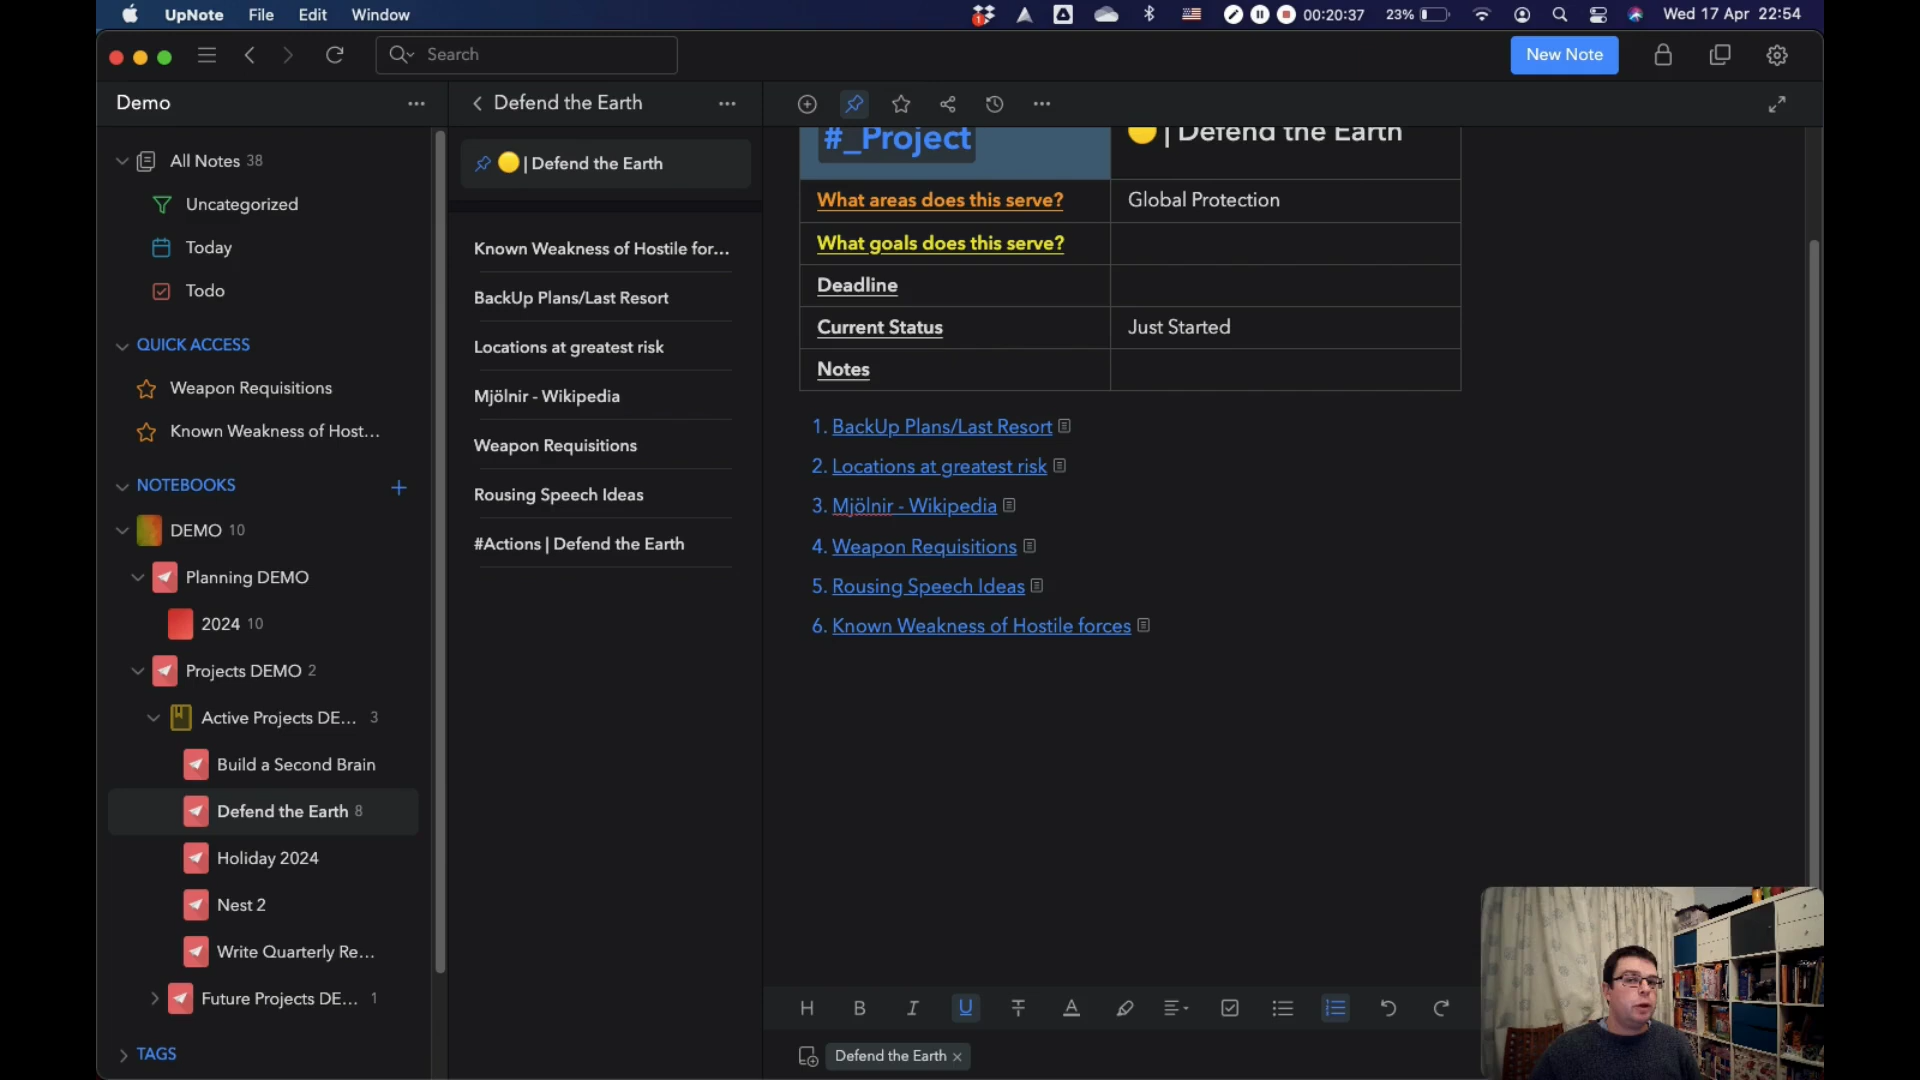 UpNote File Edit Window
1 00:20:37 23% Wed 17 Apr 22:54
Search
New Note
Demo
All Notes 38
Uncategorized
Today
Todo
QUICK ACCESS
Weapon Requisitions
Known Weakness of Host...
NOTEBOOKS
DEMO 10
Planning DEMO
2024 10
Projects DEMO 2
Active Projects DE... 3
Build a Second Brain
Defend the Earth 8
Holiday 2024
Nest 2
Write Quarterly Re...
Future Projects DE... 1
TAGS
Defend the Earth
| Defend the Earth
Known Weakness of Hostile for...
BackUp Plans/Last Resort
Locations at greatest risk
Mjölnir - Wikipedia
Weapon Requisitions
Rousing Speech Ideas
#Actions | Defend the Earth
#_Project | Defend the Earth
What areas does this serve? Global Protection
What goals does this serve?
Deadline
Current Status Just Started
Notes
1. BackUp Plans/Last Resort
2. Locations at greatest risk
3. Mjölnir - Wikipedia
4. Weapon Requisitions
5. Rousing Speech Ideas
6. Known Weakness of Hostile forces
H B I U T A
Defend the Earth ×